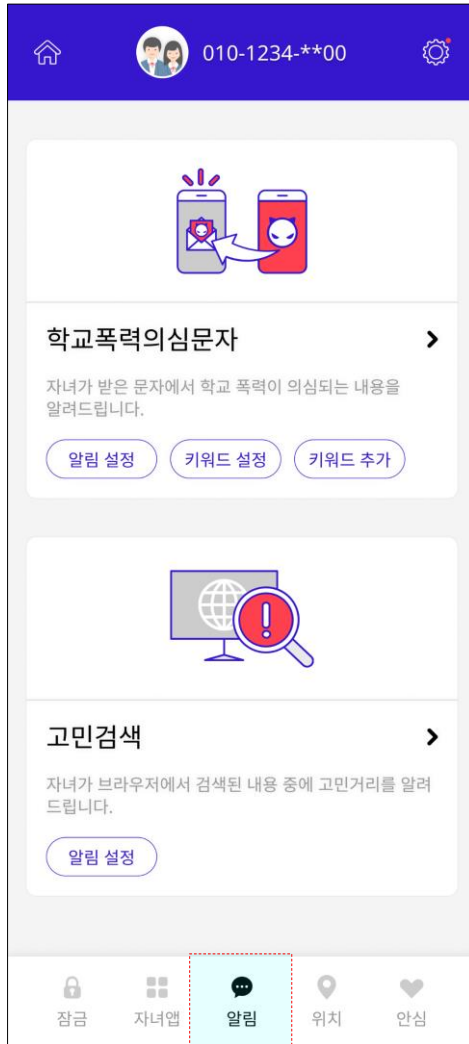 010-1234-**00
학교폭력의심문자
자녀가 받은 문자에서 학교 폭력이 의심되는 내용을
알려드립니다.
알림 설정 키워드 설정 키워드 추가
고민검색
자녀가 브라우저에서 검색된 내용 중에 고민거리를 알려
드립니다.
알림 설정
잠금 자녀앱 알림 위치 안심